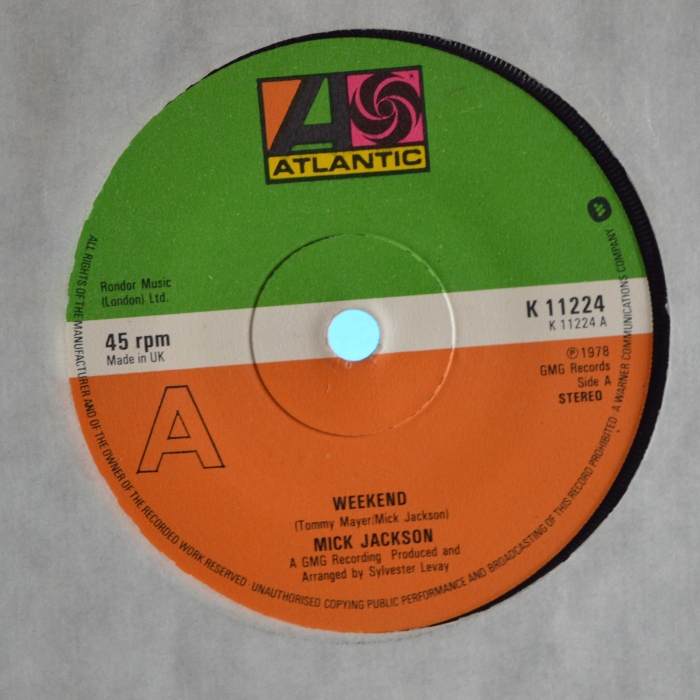 ATLANTIC
Rondor Music
(London) Ltd.
45 rpm
Made in UK
K 11224
K 11224 A
℗1978
GMG Records
Side A
STEREO
A
WEEKEND
(Tommy Mayer/Mick Jackson)
MICK JACKSON
A GMG Recording Produced and
Arranged by Sylvester Levay
ALL RIGHTS OF THE MANUFACTURER AND OF THE OWNER OF THE RECORDED WORK RESERVED · UNAUTHORISED COPYING PUBLIC PERFORMANCE AND BROADCASTING OF THIS RECORD PROHIBITED A WARNER COMMUNICATIONS COMPANY